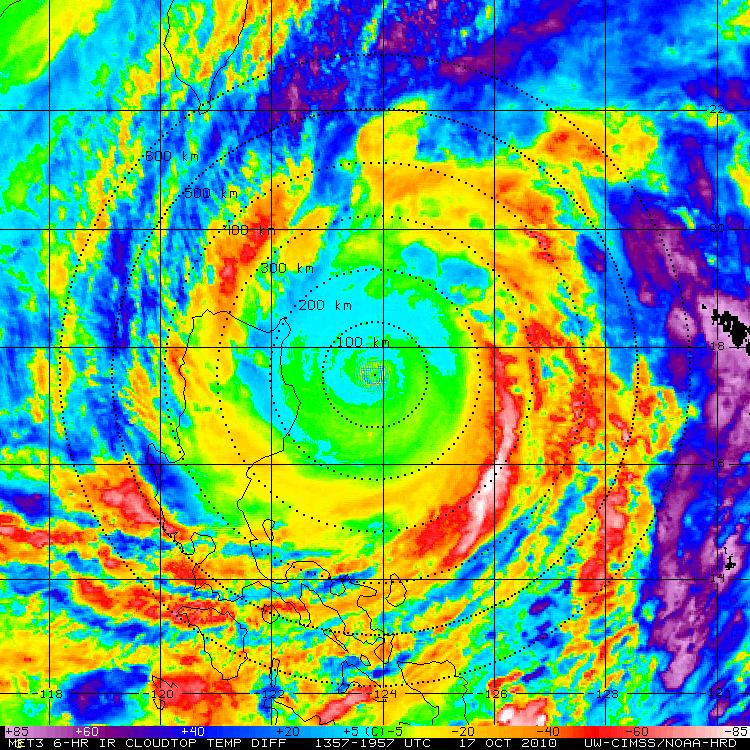 600 km
500 km
400 km
300 km
200 km
100 km
22
20
18
16
14
-118
-120
-122
-124
-126
-128
-130
+85 +60 +40 +20 +5 (C) -5 -20 -40 -60 -85
MET3 6-HR IR CLOUDTOP TEMP DIFF 1357-1957 UTC 17 OCT 2010 UW-CIMSS/NOAA-HRD